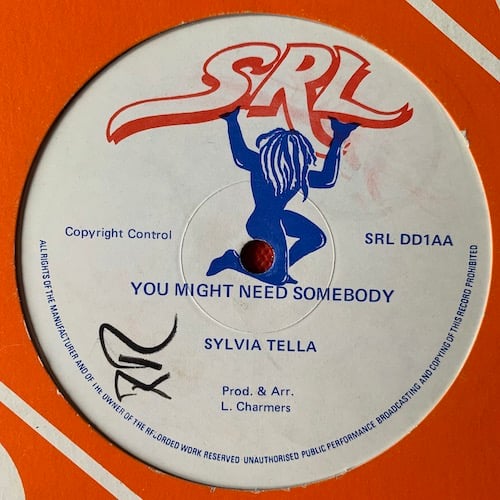 SRL
Copyright Control
SRL DD1AA
YOU MIGHT NEED SOMEBODY
SYLVIA TELLA
Prod. & Arr.
L. Charmers
ALL RIGHTS OF THE MANUFACTURER AND OF THE OWNER OF THE RECORDED WORK RESERVED · UNAUTHORISED PUBLIC PERFORMANCE BROADCASTING AND COPYING OF THIS RECORD PROHIBITED